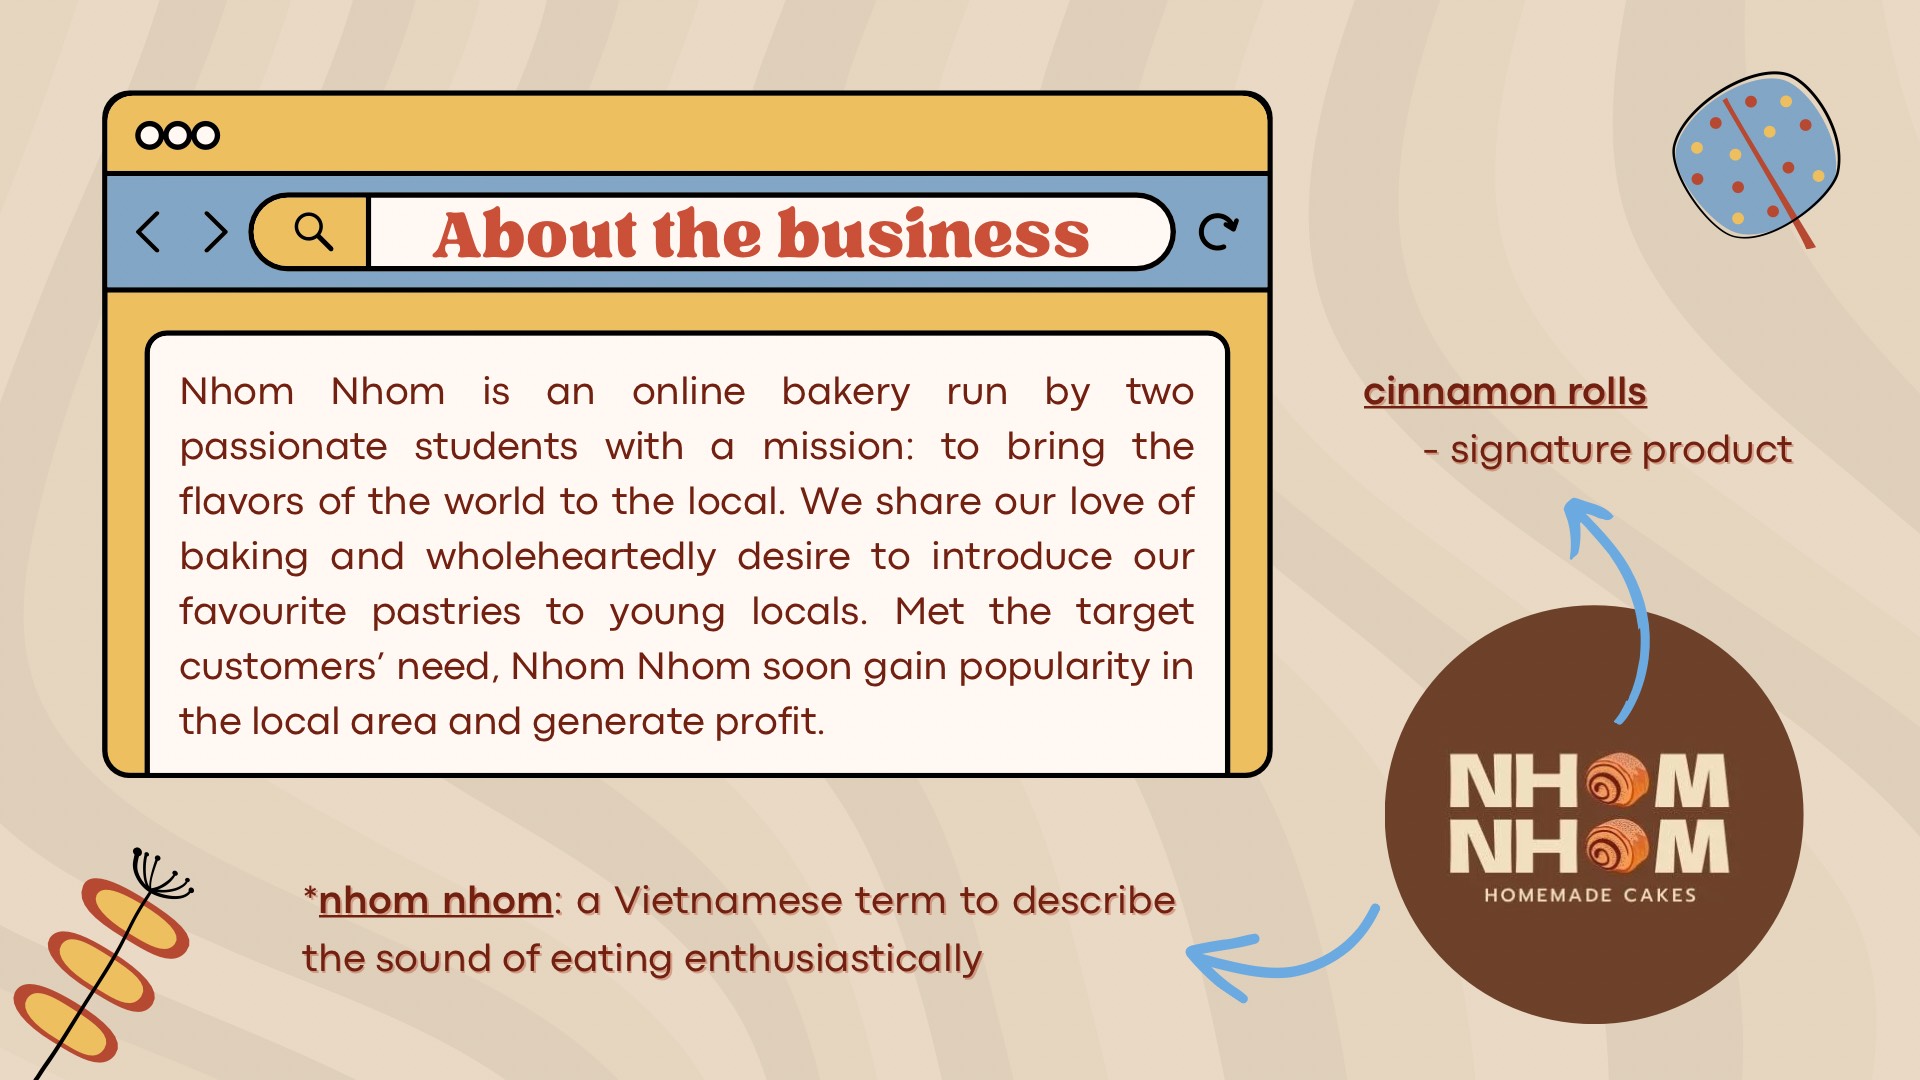 About the business
Nhom Nhom is an online bakery run by two
passionate students with a mission: to bring the
flavors of the world to the local. We share our love of
baking and wholeheartedly desire to introduce our
favourite pastries to young locals. Met the target
customers’ need, Nhom Nhom soon gain popularity in
the local area and generate profit.
cinnamon rolls
- signature product
NHOM
NHOM
HOMEMADE CAKES
*nhom nhom: a Vietnamese term to describe
the sound of eating enthusiastically